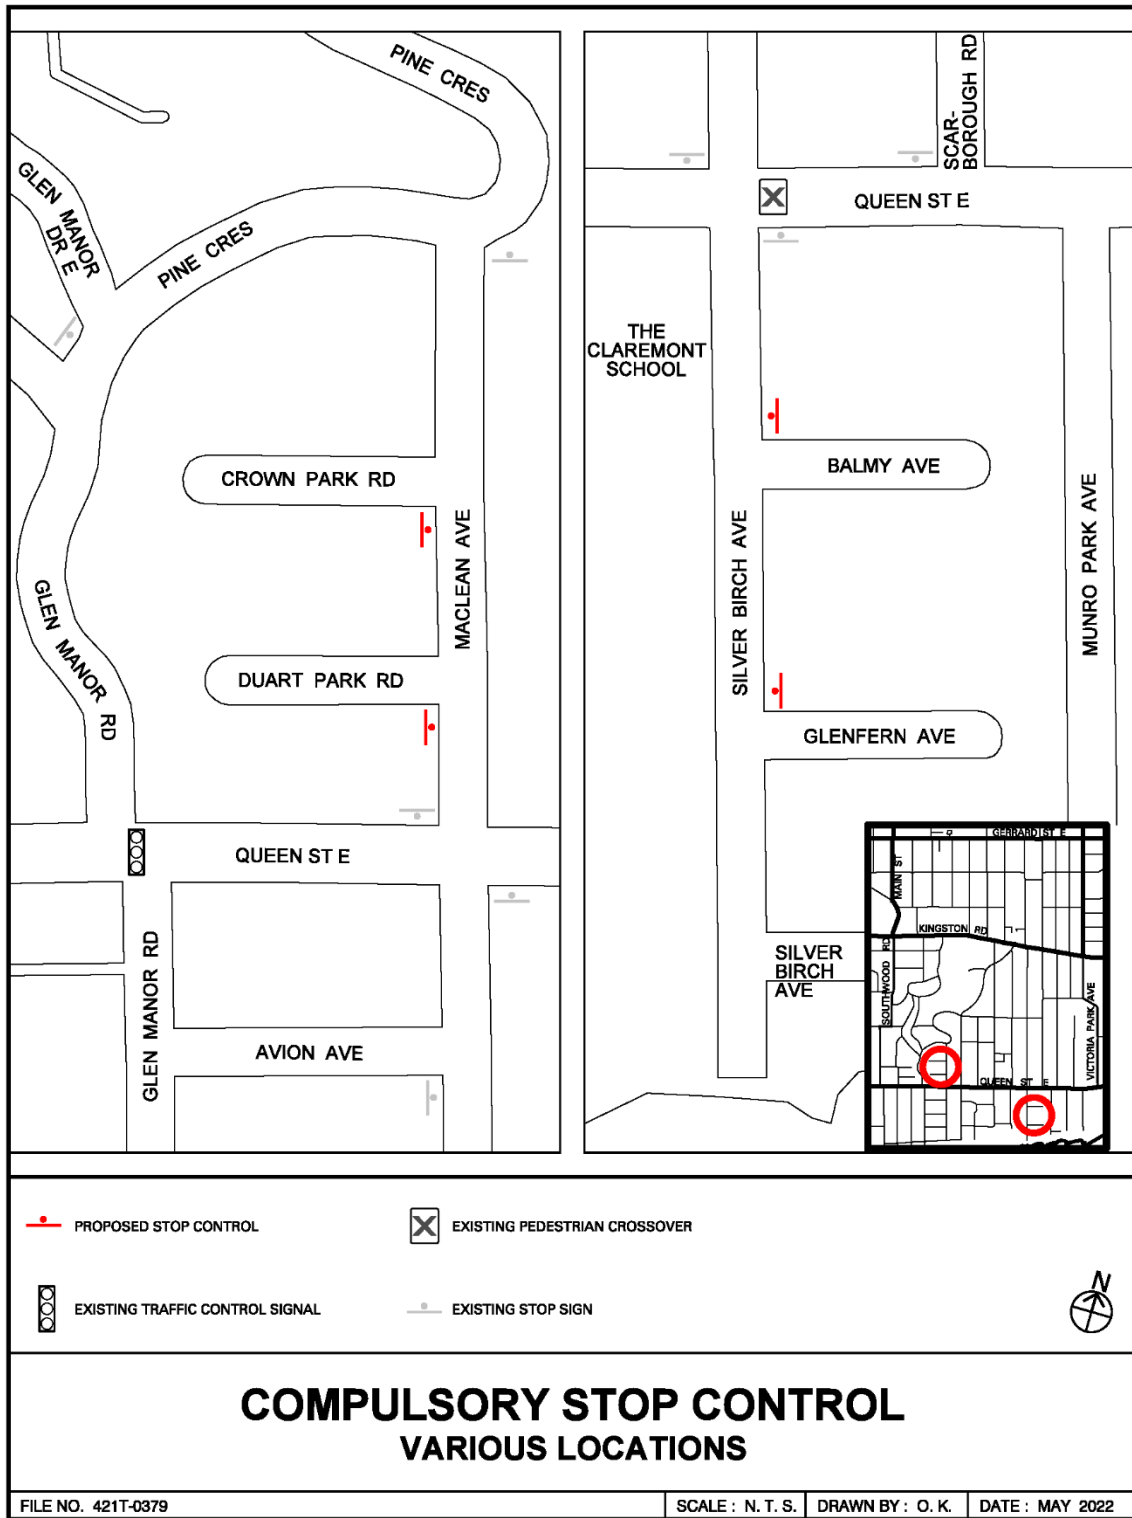 PINE CRES
GLEN MANOR
DR E
PINE CRES
CROWN PARK RD
MACLEAN AVE
GLEN MANOR RD
DUART PARK RD
QUEEN ST E
GLEN MANOR RD
AVION AVE
SCAR-
BOROUGH RD
QUEEN ST E
THE
CLAREMONT
SCHOOL
BALMY AVE
SILVER BIRCH AVE
MUNRO PARK AVE
GLENFERN AVE
SILVER
BIRCH
AVE
GERRARD ST E
MAIN ST
KINGSTON RD
SOUTHWOOD RD
VICTORIA PARK AVE
QUEEN ST E
PROPOSED STOP CONTROL
EXISTING PEDESTRIAN CROSSOVER
EXISTING TRAFFIC CONTROL SIGNAL
EXISTING STOP SIGN
N
COMPULSORY STOP CONTROL
VARIOUS LOCATIONS
FILE NO. 421T-0379
SCALE : N. T. S.
DRAWN BY : O. K.
DATE : MAY 2022